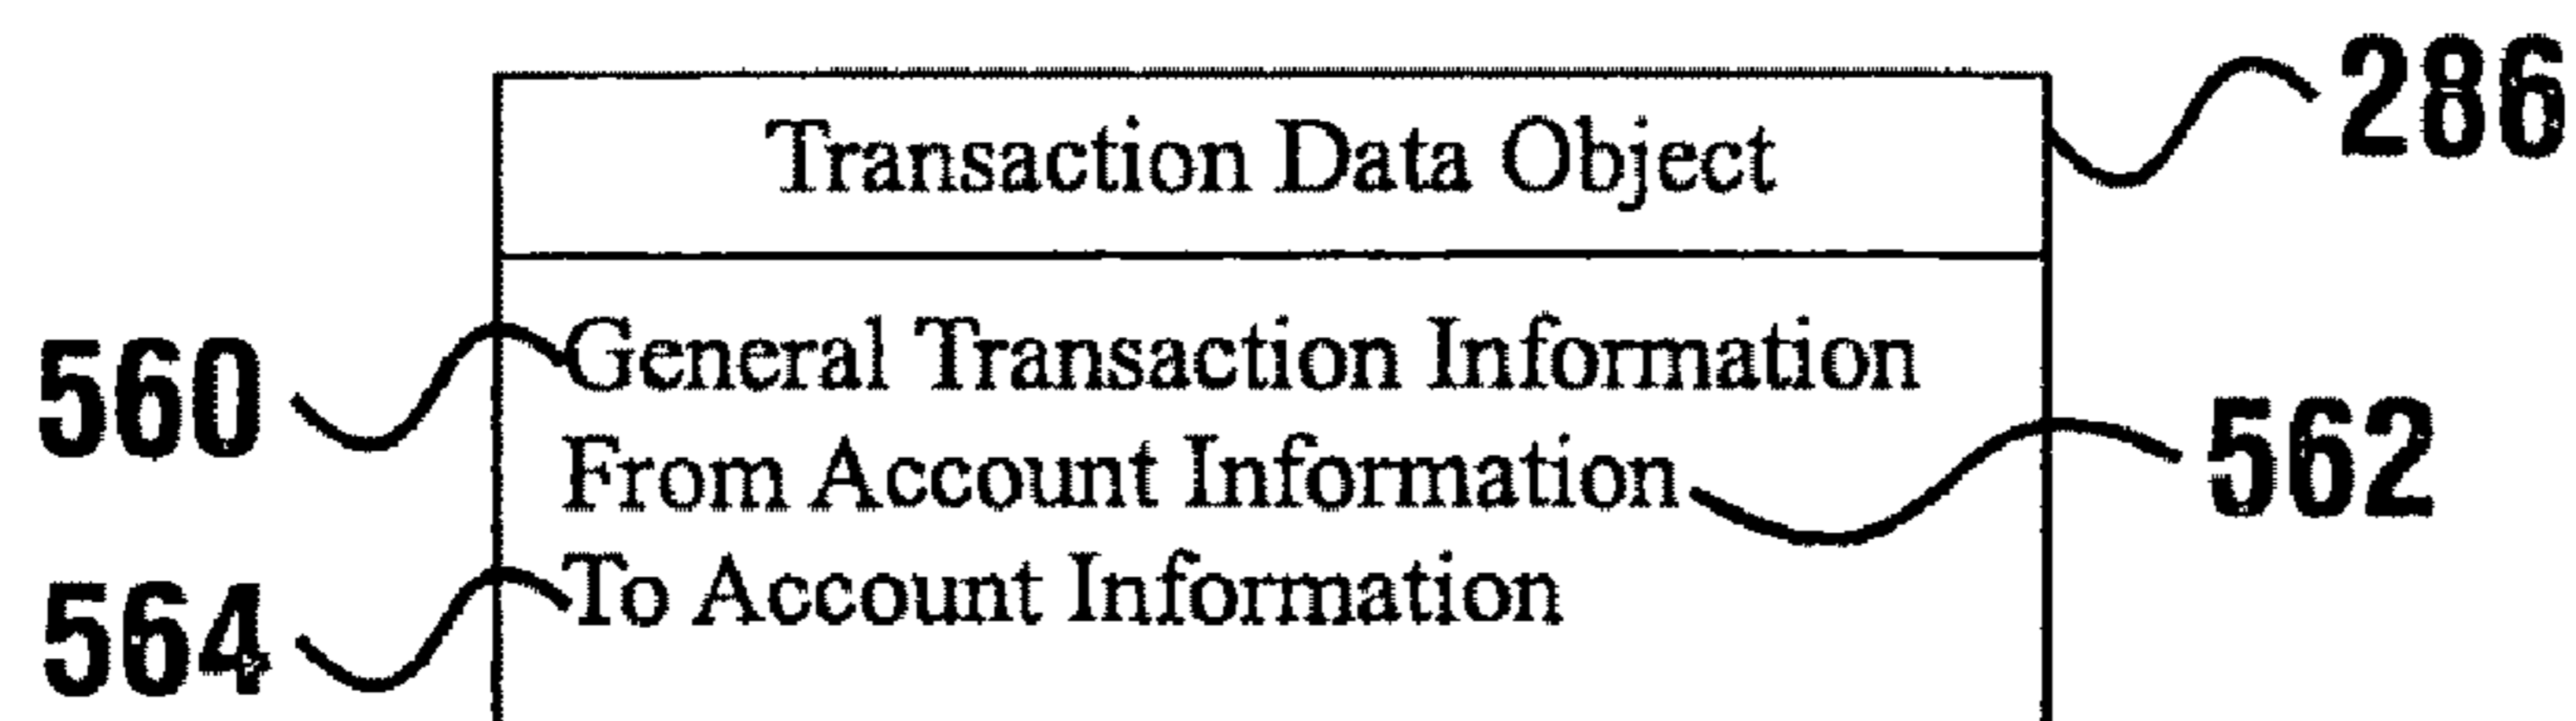 Transaction Data Object
286
560
General Transaction Information
From Account Information
562
564
To Account Information